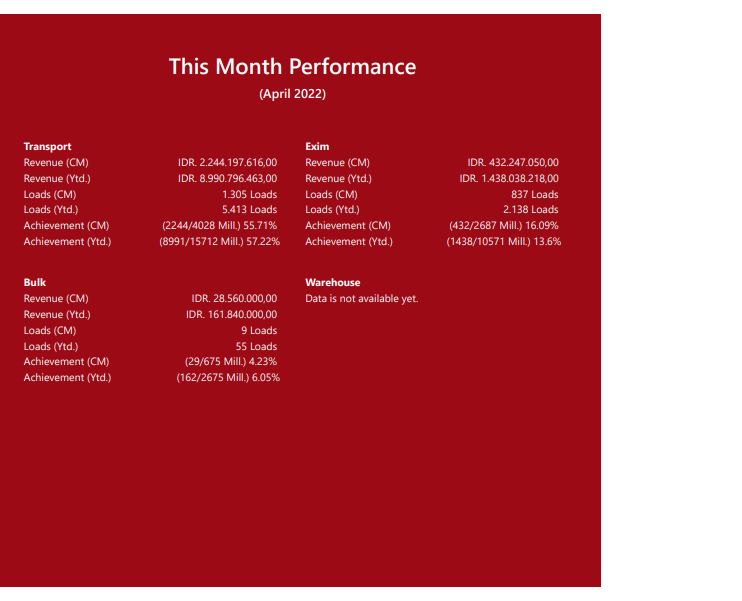 This Month Performance
(April 2022)
Transport
Revenue (CM) IDR. 2.244.197.616,00
Revenue (Ytd.) IDR. 8.990.796.463,00
Loads (CM) 1.305 Loads
Loads (Ytd.) 5.413 Loads
Achievement (CM) (2244/4028 Mill.) 55.71%
Achievement (Ytd.) (8991/15712 Mill.) 57.22%
Exim
Revenue (CM) IDR. 432.247.050,00
Revenue (Ytd.) IDR. 1.438.038.218,00
Loads (CM) 837 Loads
Loads (Ytd.) 2.138 Loads
Achievement (CM) (432/2687 Mill.) 16.09%
Achievement (Ytd.) (1438/10571 Mill.) 13.6%
Bulk
Revenue (CM) IDR. 28.560.000,00
Revenue (Ytd.) IDR. 161.840.000,00
Loads (CM) 9 Loads
Loads (Ytd.) 55 Loads
Achievement (CM) (29/675 Mill.) 4.23%
Achievement (Ytd.) (162/2675 Mill.) 6.05%
Warehouse
Data is not available yet.